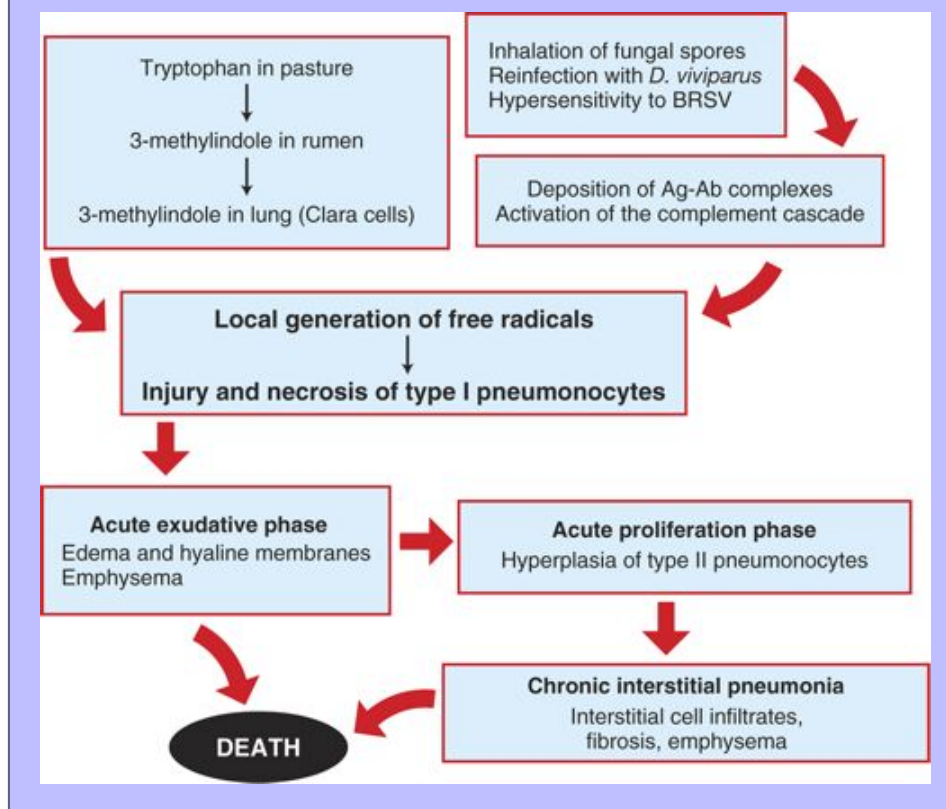 Tryptophan in pasture
3-methylindole in rumen
3-methylindole in lung (Clara cells)
Inhalation of fungal spores
Reinfection with D. viviparus
Hypersensitivity to BRSV
Deposition of Ag-Ab complexes
Activation of the complement cascade
Local generation of free radicals
Injury and necrosis of type I pneumonocytes
Acute exudative phase
Edema and hyaline membranes
Emphysema
Acute proliferation phase
Hyperplasia of type II pneumonocytes
Chronic interstitial pneumonia
Interstitial cell infiltrates,
fibrosis, emphysema
DEATH